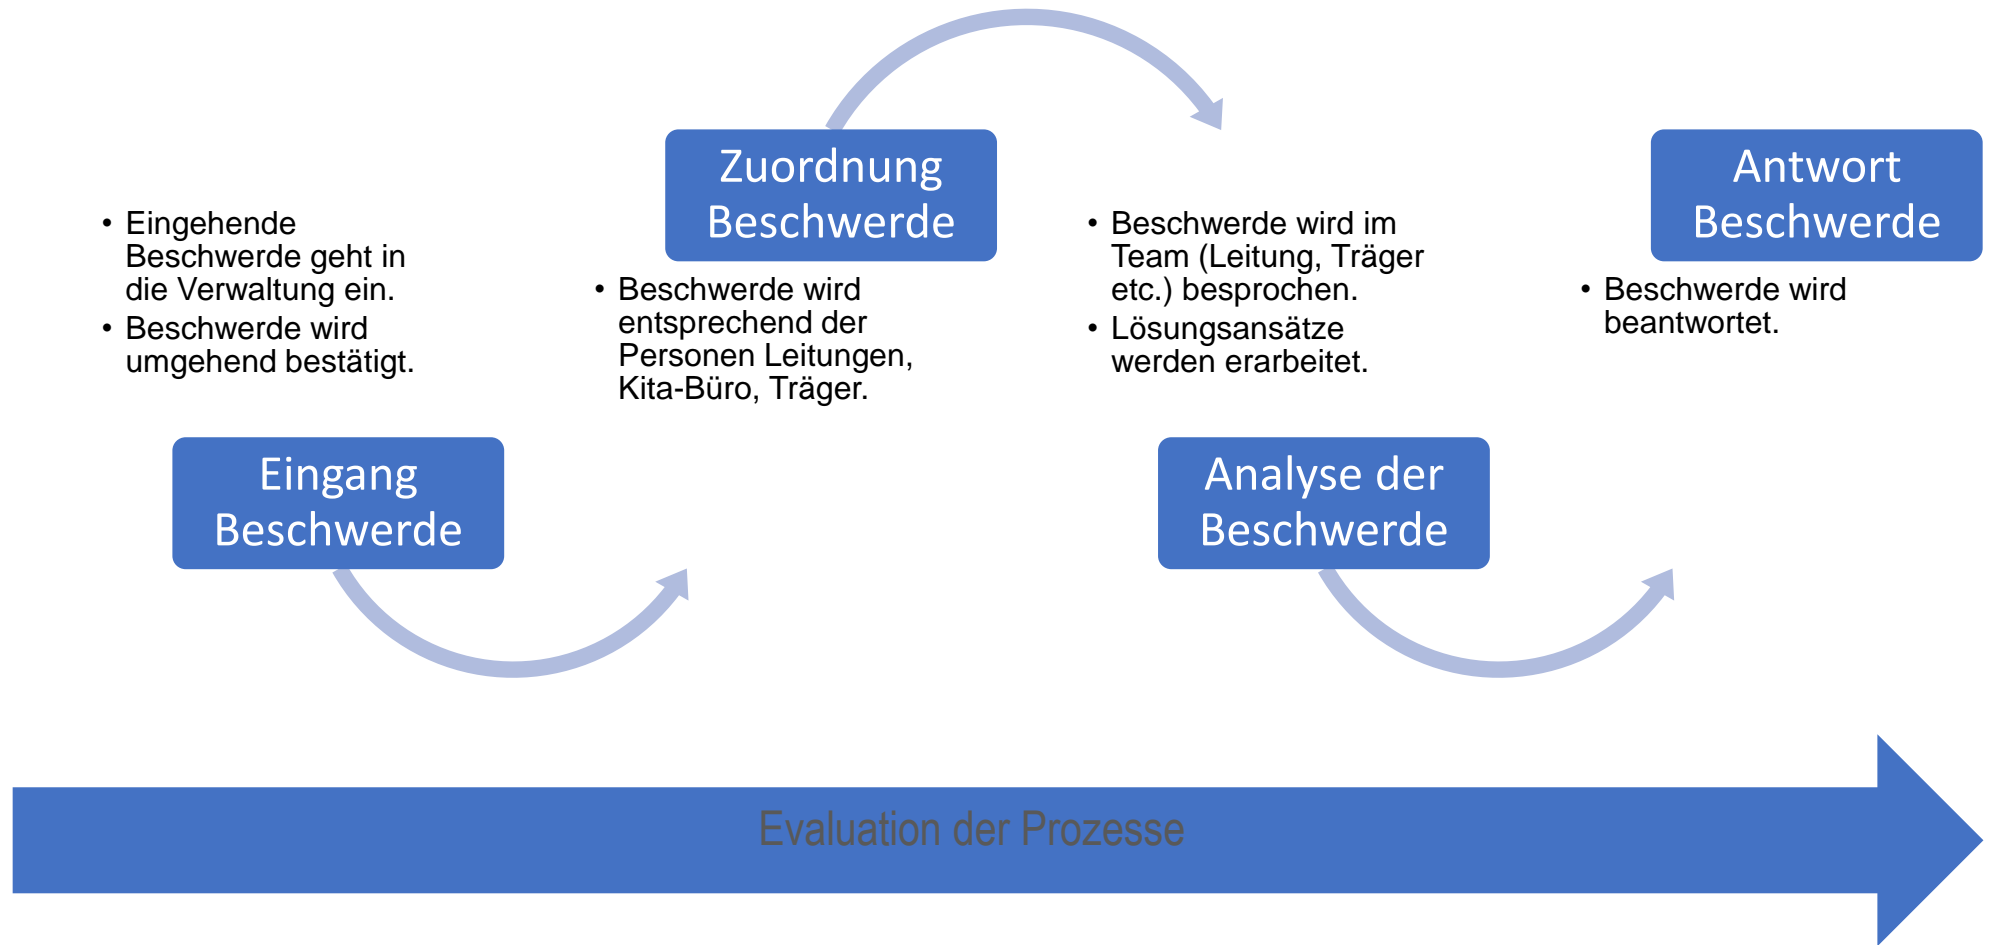 • Eingehende
Beschwerde geht in
die Verwaltung ein.
• Beschwerde wird
umgehend bestätigt.
Eingang
Beschwerde
Zuordnung
Beschwerde
• Beschwerde wird
entsprechend der
Personen Leitungen,
Kita-Büro, Träger.
• Beschwerde wird im
Team (Leitung, Träger
etc.) besprochen.
• Lösungsansätze
werden erarbeitet.
Analyse der
Beschwerde
Antwort
Beschwerde
• Beschwerde wird
beantwortet.
Evaluation der Prozesse